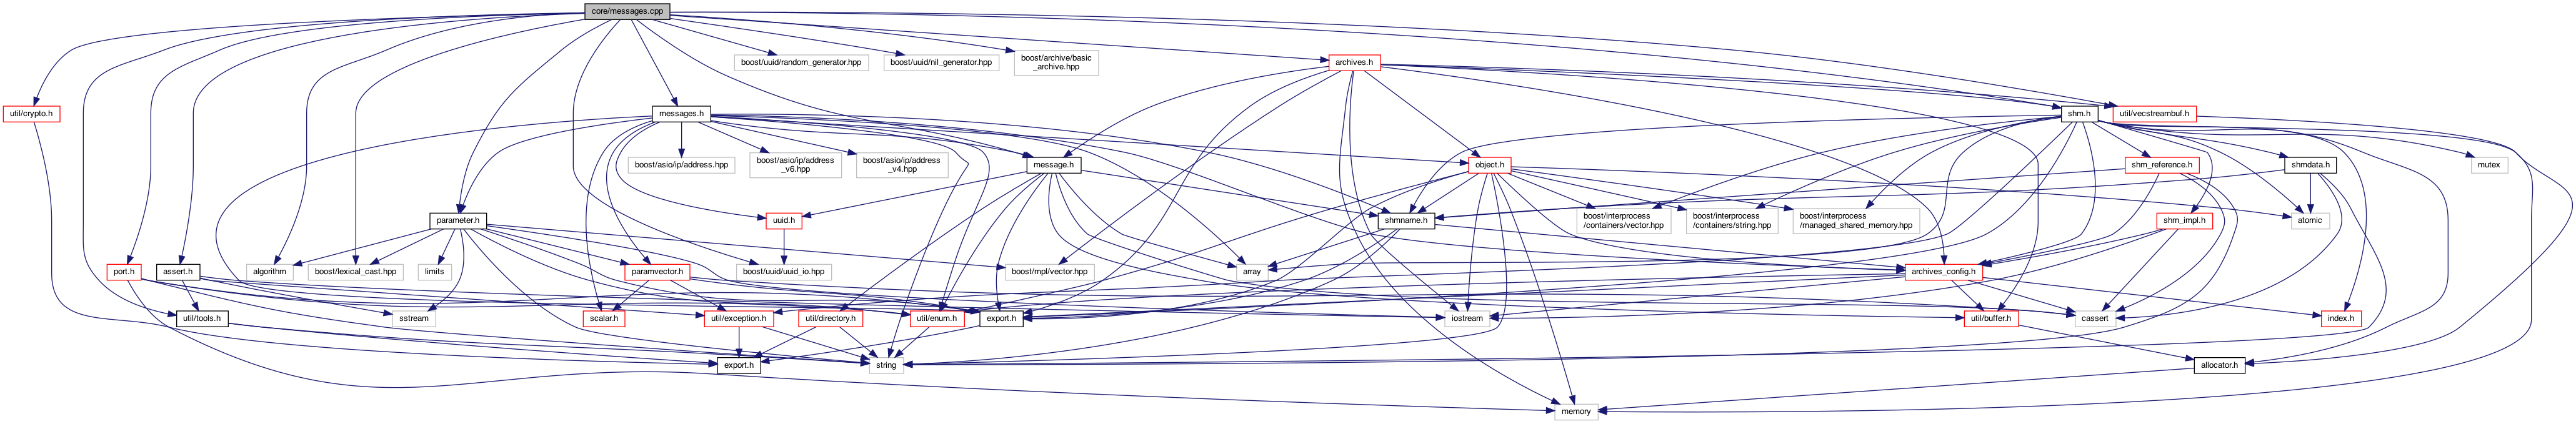 core/messages.cpp
boost/uuid/random_generator.hpp
boost/uuid/nil_generator.hpp
boost/archive/basic
_archive.hpp
archives.h
util/crypto.h
messages.h
shm.h
util/vecstreambuf.h
boost/asio/ip/address.hpp
boost/asio/ip/address
_v6.hpp
boost/asio/ip/address
_v4.hpp
message.h
object.h
shm_reference.h
shmdata.h
mutex
parameter.h
uuid.h
shmname.h
boost/interprocess
/containers/vector.hpp
boost/interprocess
/containers/string.hpp
boost/interprocess
/managed_shared_memory.hpp
shm_impl.h
atomic
port.h
assert.h
algorithm
boost/lexical_cast.hpp
limits
paramvector.h
boost/uuid/uuid_io.hpp
boost/mpl/vector.hpp
array
archives_config.h
util/tools.h
sstream
scalar.h
util/exception.h
util/directory.h
util/enum.h
export.h
iostream
util/buffer.h
cassert
index.h
export.h
string
allocator.h
memory